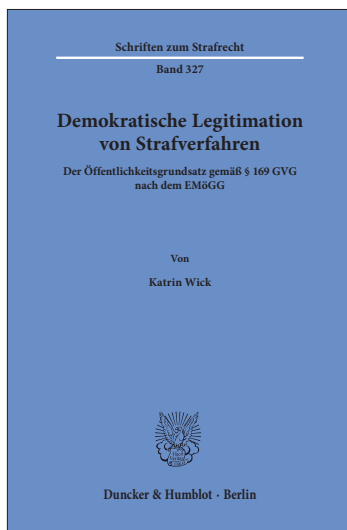 Schriften zum Strafrecht
Band 327
Demokratische Legitimation
von Strafverfahren
Der Öffentlichkeitsgrundsatz gemäß § 169 GVG
nach dem EMöGG
Von
Katrin Wick
Duncker & Humblot · Berlin